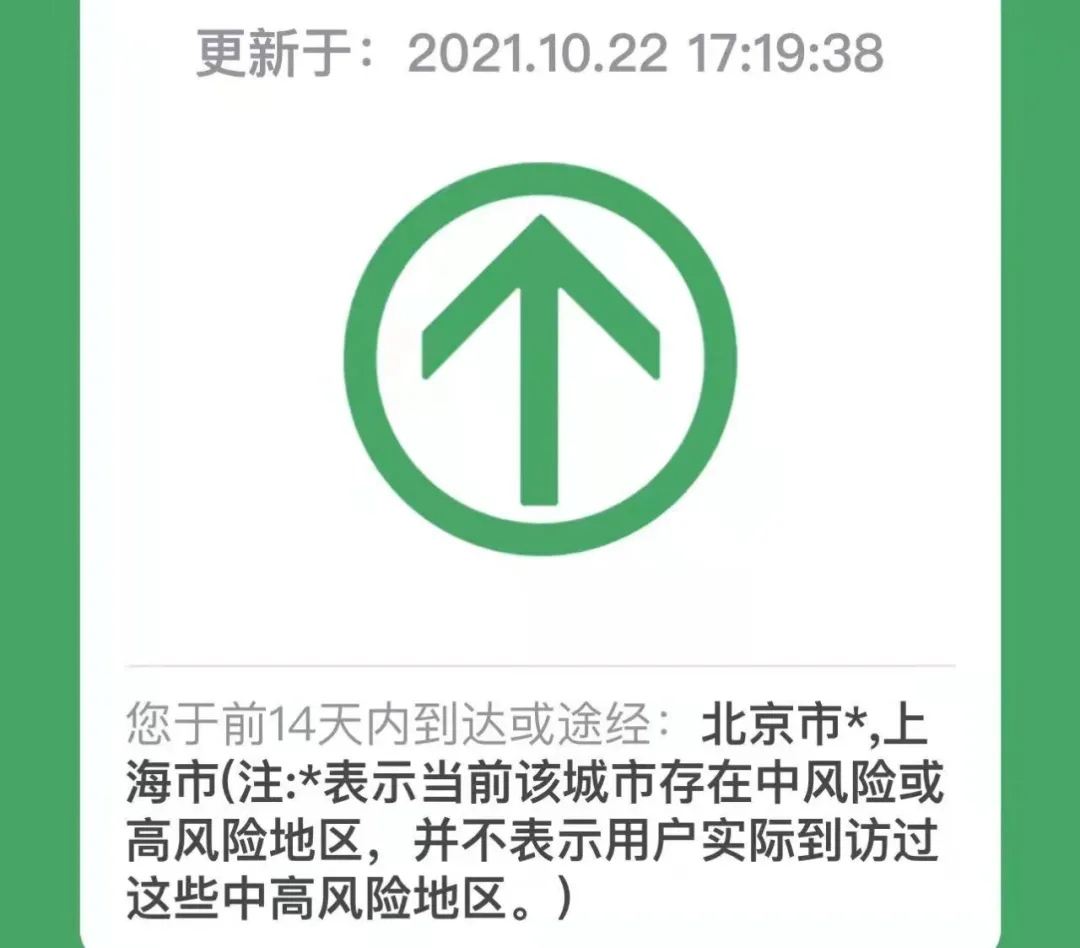 更新于：2021.10.22 17:19:38
您于前14天内到达或途经：北京市*,上
海市(注:*表示当前该城市存在中风险或
高风险地区，并不表示用户实际到访过
这些中高风险地区。)